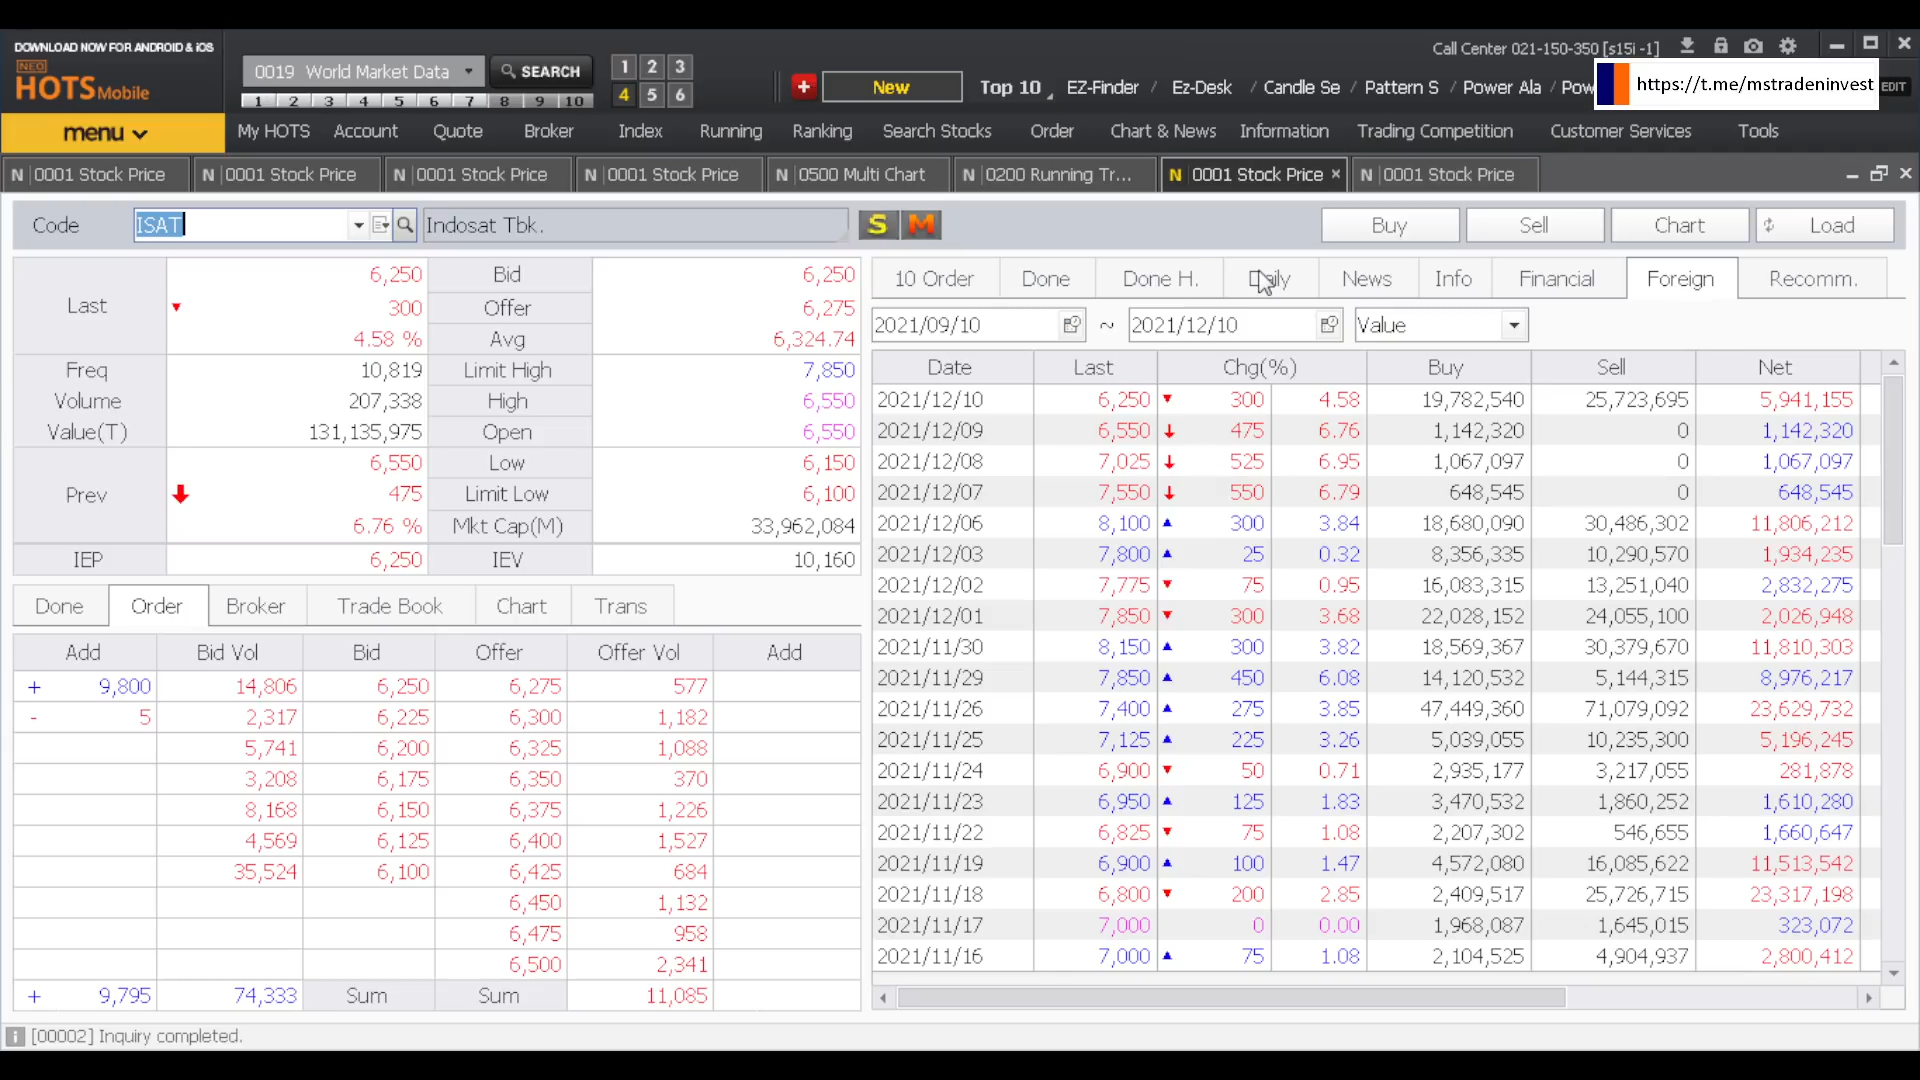 DOWNLOAD NOW FOR ANDROID & iOS
NEO
HOTS Mobile
0019 World Market Data
SEARCH
1 2 3 4 5 6 7 8 9 10
1 2 3
4 5 6
New
Call Center 021-150-350 [s15i -1]
Top 10 EZ-Finder / Ez-Desk / Candle Se / Pattern S / Power Ala / Pow
https://t.me/mstradeninvest
EDIT
menu
My HOTS Account Quote Broker Index Running Ranking Search Stocks Order Chart & News Information Trading Competition Customer Services Tools
N 0001 Stock Price N 0001 Stock Price N 0001 Stock Price N 0001 Stock Price N 0500 Multi Chart N 0200 Running Tr... N 0001 Stock Price × N 0001 Stock Price
Code ISAT Indosat Tbk. S M Buy Sell Chart Load
Last 6,250 Bid 6,250
300 Offer 6,275
4.58 % Avg 6,324.74
Freq 10,819 Limit High 7,850
Volume 207,338 High 6,550
Value(T) 131,135,975 Open 6,550
Prev 6,550 Low 6,150
475 Limit Low 6,100
6.76 % Mkt Cap(M) 33,962,084
IEP 6,250 IEV 10,160
Done Order Broker Trade Book Chart Trans
Add Bid Vol Bid Offer Offer Vol Add
+ 9,800 14,806 6,250 6,275 577
- 5 2,317 6,225 6,300 1,182
5,741 6,200 6,325 1,088
3,208 6,175 6,350 370
8,168 6,150 6,375 1,226
4,569 6,125 6,400 1,527
35,524 6,100 6,425 684
6,450 1,132
6,475 958
6,500 2,341
+ 9,795 74,333 Sum Sum 11,085
10 Order Done Done H. Daily News Info Financial Foreign Recomm.
2021/09/10 ~ 2021/12/10 Value
Date Last Chg(%) Buy Sell Net
2021/12/10 6,250 300 4.58 19,782,540 25,723,695 5,941,155
2021/12/09 6,550 475 6.76 1,142,320 0 1,142,320
2021/12/08 7,025 525 6.95 1,067,097 0 1,067,097
2021/12/07 7,550 550 6.79 648,545 0 648,545
2021/12/06 8,100 300 3.84 18,680,090 30,486,302 11,806,212
2021/12/03 7,800 25 0.32 8,356,335 10,290,570 1,934,235
2021/12/02 7,775 75 0.95 16,083,315 13,251,040 2,832,275
2021/12/01 7,850 300 3.68 22,028,152 24,055,100 2,026,948
2021/11/30 8,150 300 3.82 18,569,367 30,379,670 11,810,303
2021/11/29 7,850 450 6.08 14,120,532 5,144,315 8,976,217
2021/11/26 7,400 275 3.85 47,449,360 71,079,092 23,629,732
2021/11/25 7,125 225 3.26 5,039,055 10,235,300 5,196,245
2021/11/24 6,900 50 0.71 2,935,177 3,217,055 281,878
2021/11/23 6,950 125 1.83 3,470,532 1,860,252 1,610,280
2021/11/22 6,825 75 1.08 2,207,302 546,655 1,660,647
2021/11/19 6,900 100 1.47 4,572,080 16,085,622 11,513,542
2021/11/18 6,800 200 2.85 2,409,517 25,726,715 23,317,198
2021/11/17 7,000 0 0.00 1,968,087 1,645,015 323,072
2021/11/16 7,000 75 1.08 2,104,525 4,904,937 2,800,412
[00002] Inquiry completed.